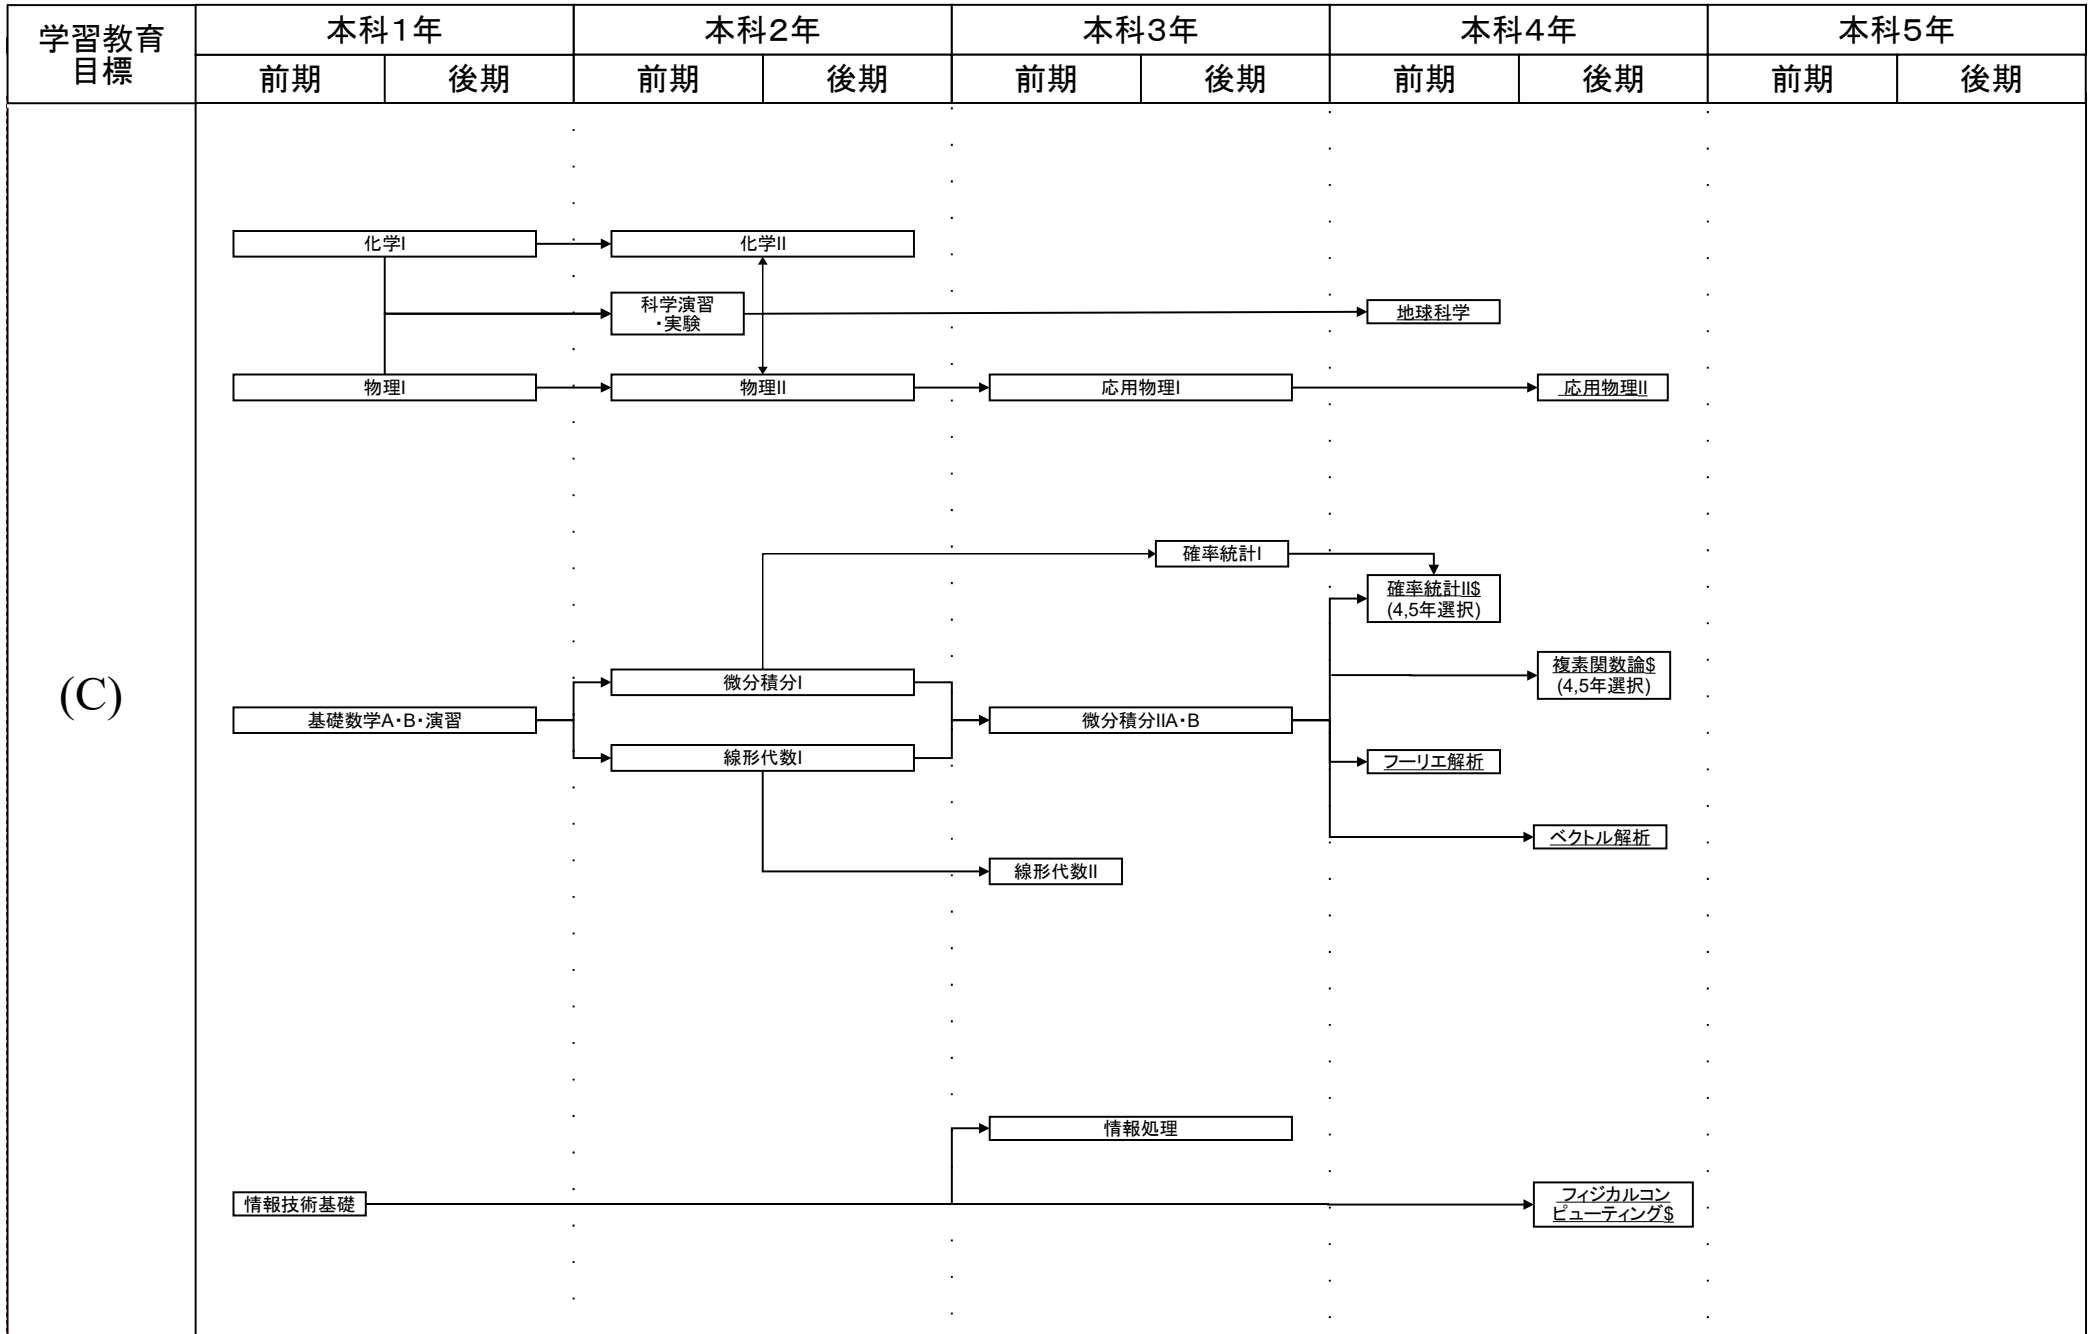 学習教育
目標
本科1年
本科2年
本科3年
本科4年
本科5年
前期
後期
前期
後期
前期
後期
前期
後期
前期
後期
(C)
化学I
化学II
科学演習
・実験
地球科学
物理I
物理II
応用物理I
応用物理II
確率統計I
確率統計II$
(4,5年選択)
複素関数論$
(4,5年選択)
微分積分I
基礎数学A・B・演習
微分積分IIA・B
線形代数I
フーリエ解析
ベクトル解析
線形代数II
情報処理
情報技術基礎
フィジカルコン
ピューティング$